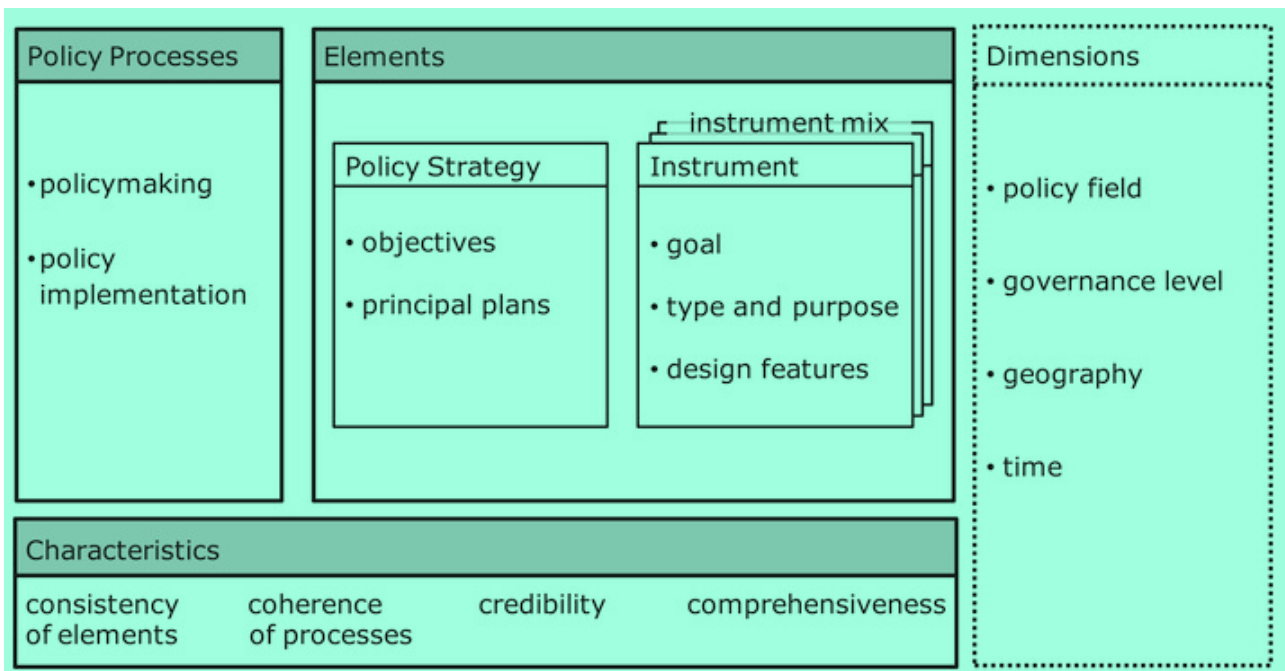 Policy Processes
•policymaking
•policy
implementation
Elements
Policy Strategy
• objectives
• principal plans
instrument mix
Instrument
• goal
• type and purpose
• design features
Dimensions
• policy field
• governance level
• geography
• time
Characteristics
consistency
of elements
coherence
of processes
credibility
comprehensiveness